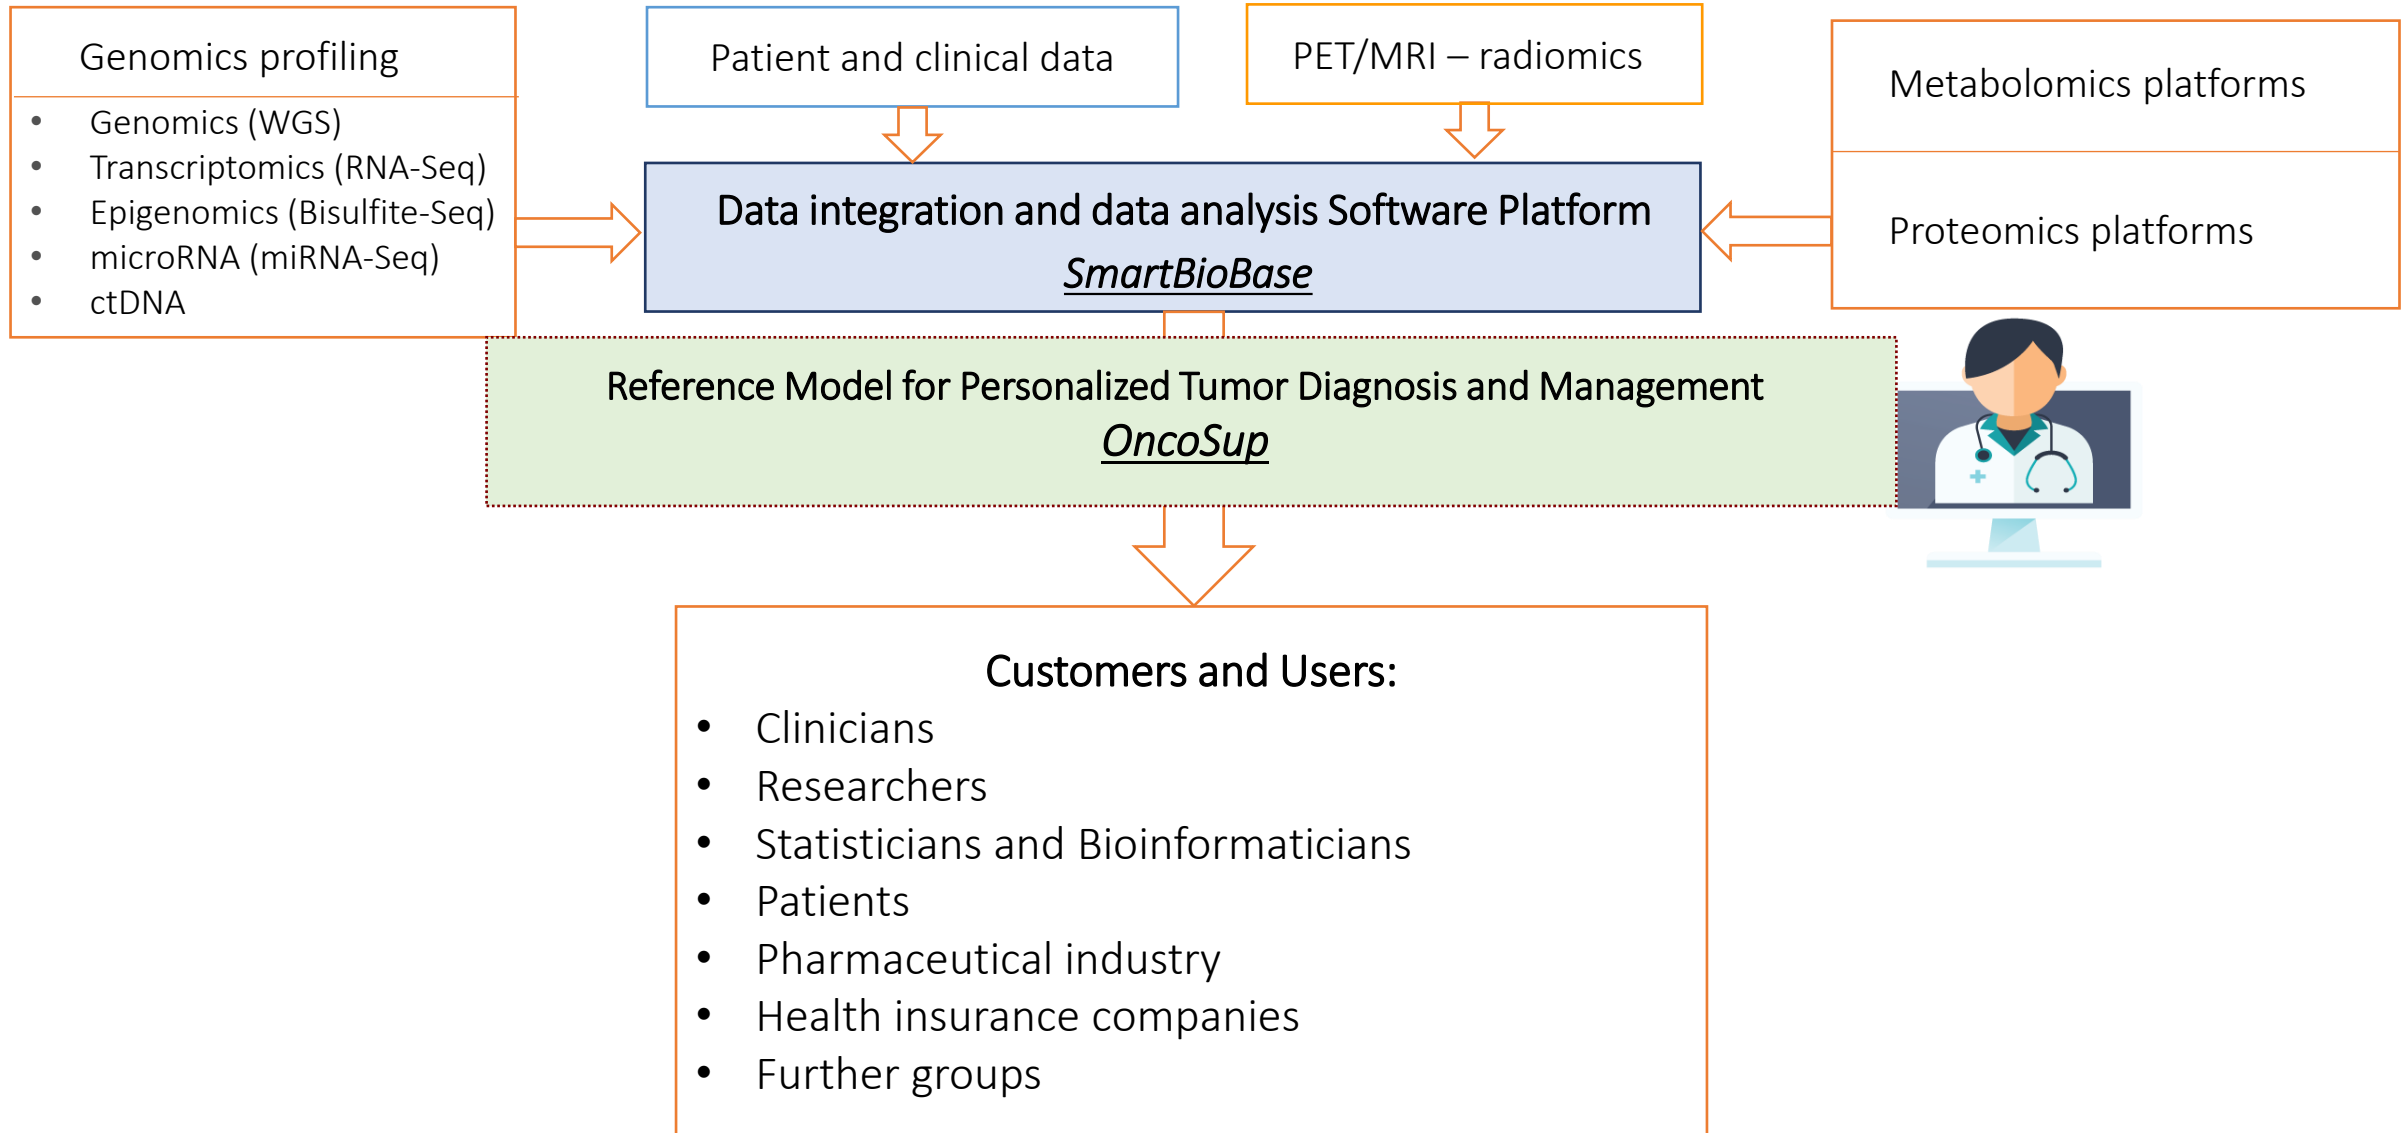 Genomics profiling
• Genomics (WGS)
• Transcriptomics (RNA-Seq)
• Epigenomics (Bisulfite-Seq)
• microRNA (miRNA-Seq)
• ctDNA
Patient and clinical data
PET/MRI – radiomics
Metabolomics platforms
Proteomics platforms
Data integration and data analysis Software Platform
SmartBioBase
Reference Model for Personalized Tumor Diagnosis and Management
OncoSup
Customers and Users:
• Clinicians
• Researchers
• Statisticians and Bioinformaticians
• Patients
• Pharmaceutical industry
• Health insurance companies
• Further groups